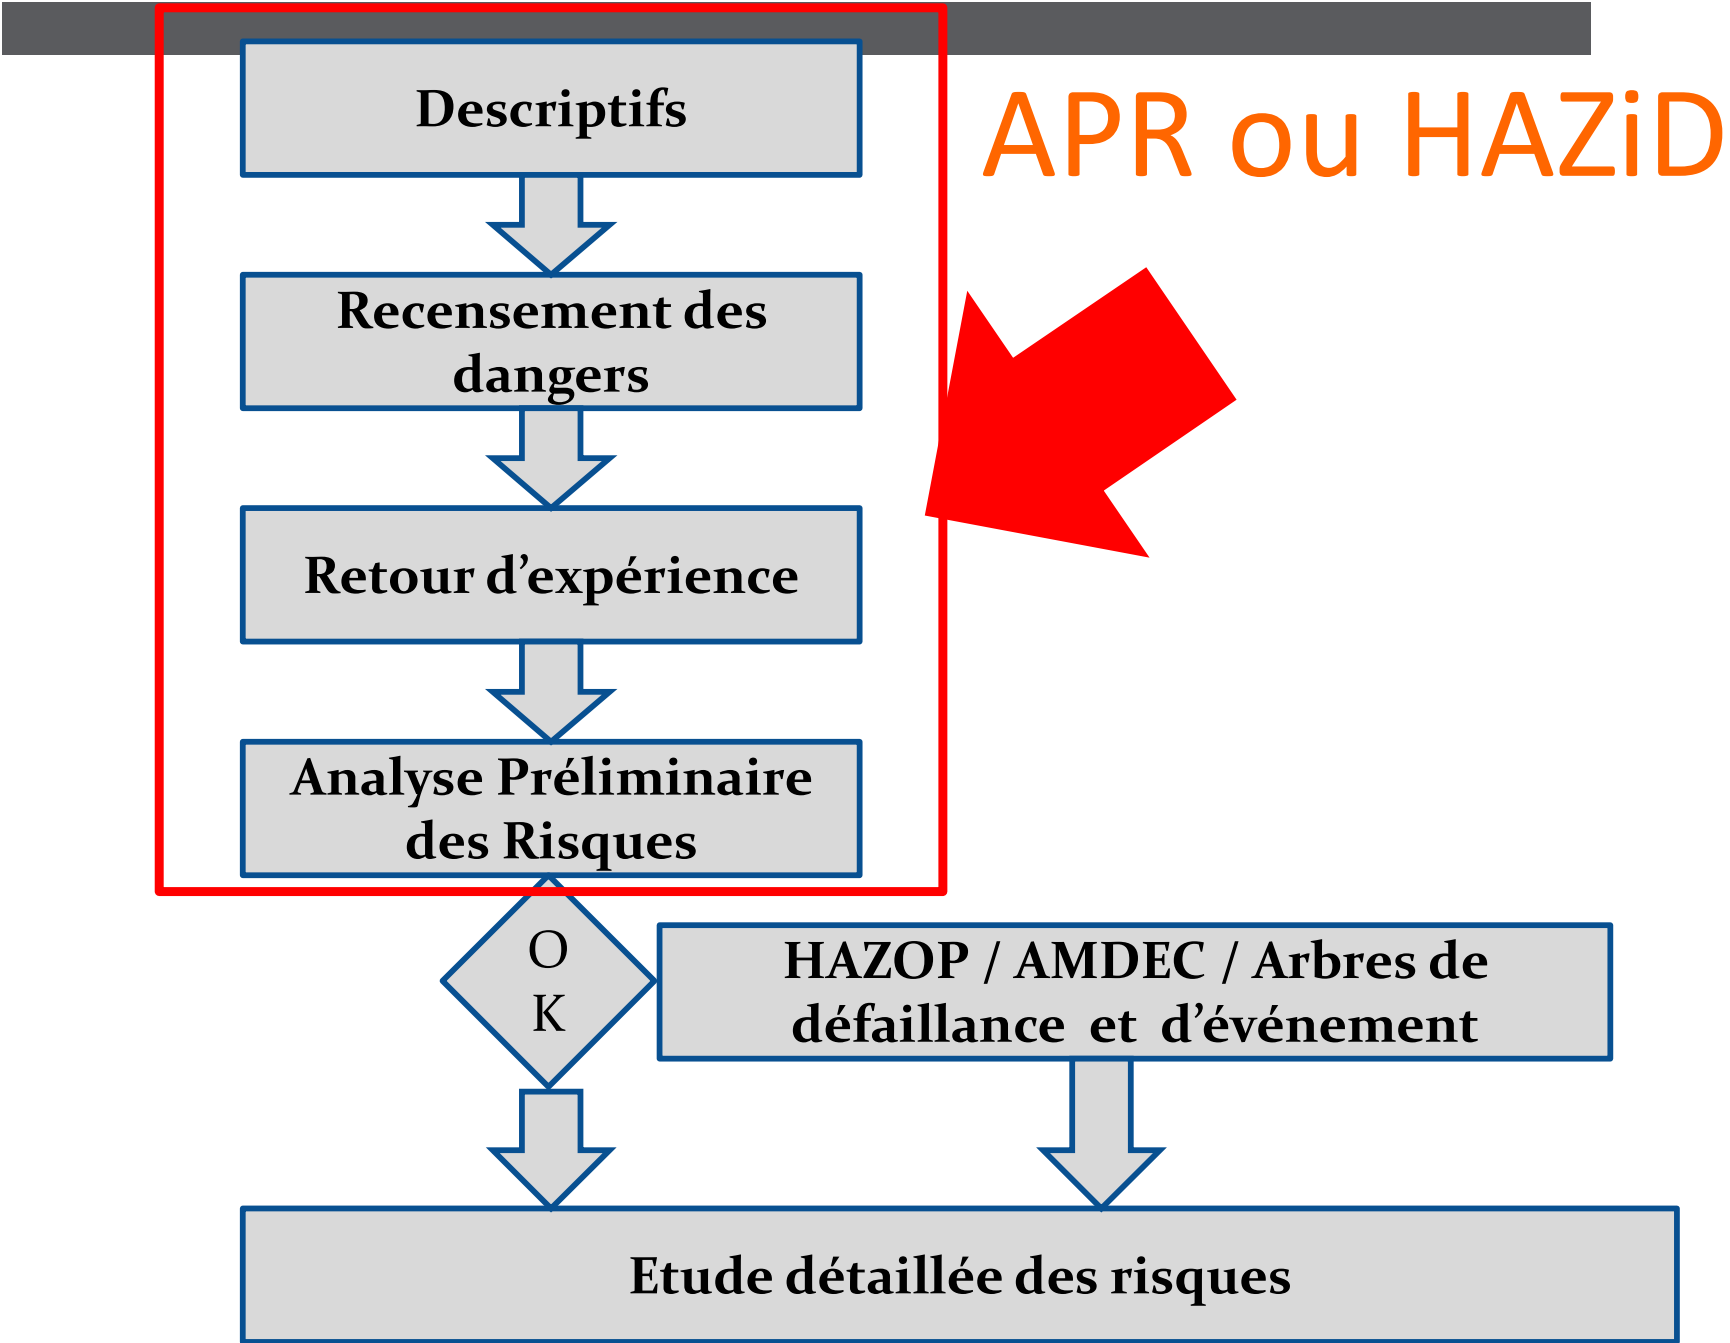 Descriptifs
APR ou HAZiD
Recensement des
dangers
Retour d’expérience
Analyse Préliminaire
des Risques
O
K
HAZOP / AMDEC / Arbres de
défaillance et d’événement
Etude détaillée des risques